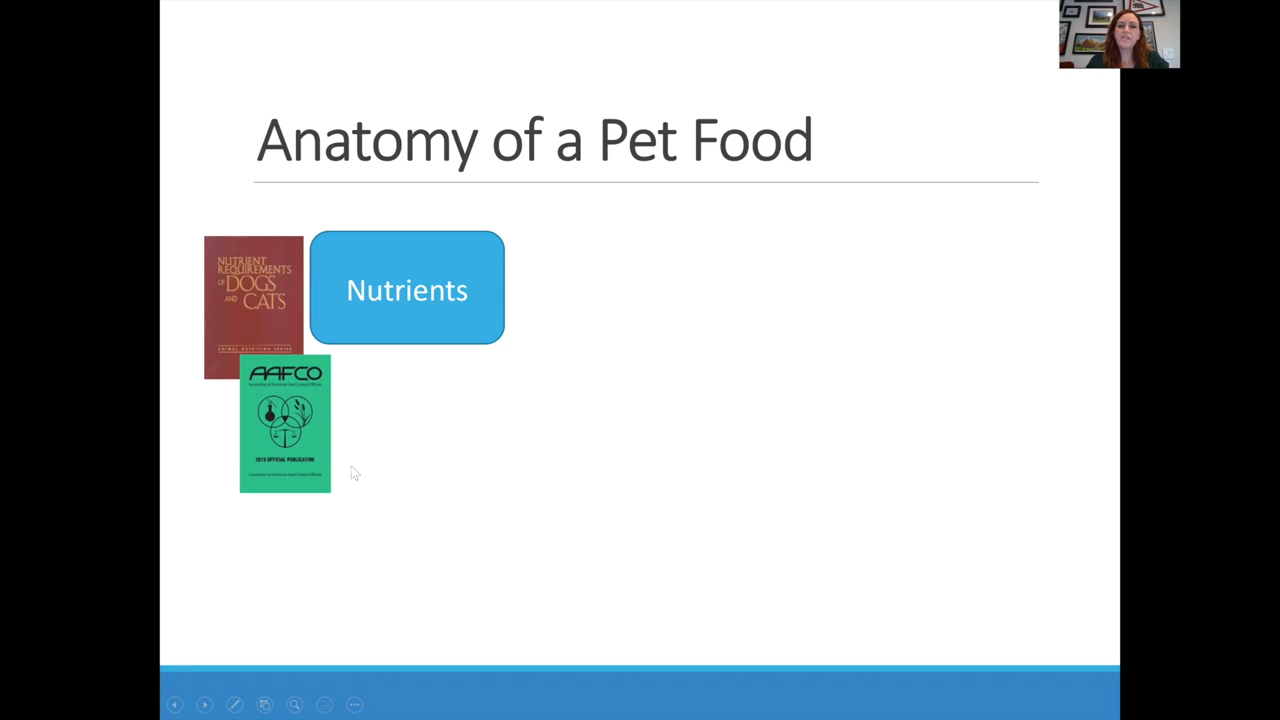 Anatomy of a Pet Food
NUTRIENT
REQUIREMENTS
OF DOGS
AND CATS
ANIMAL NUTRITION SERIES
Nutrients
AAFCO
Association of American Feed Control Officials
2015 OFFICIAL PUBLICATION
Association of American Feed Control Officials